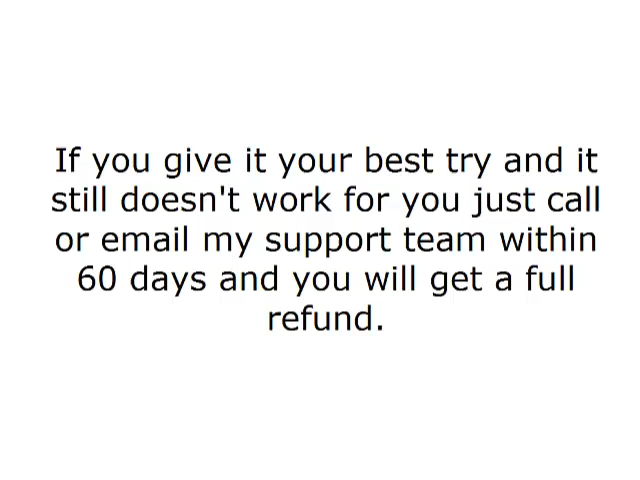 If you give it your best try and it
still doesn't work for you just call
or email my support team within
60 days and you will get a full
refund.